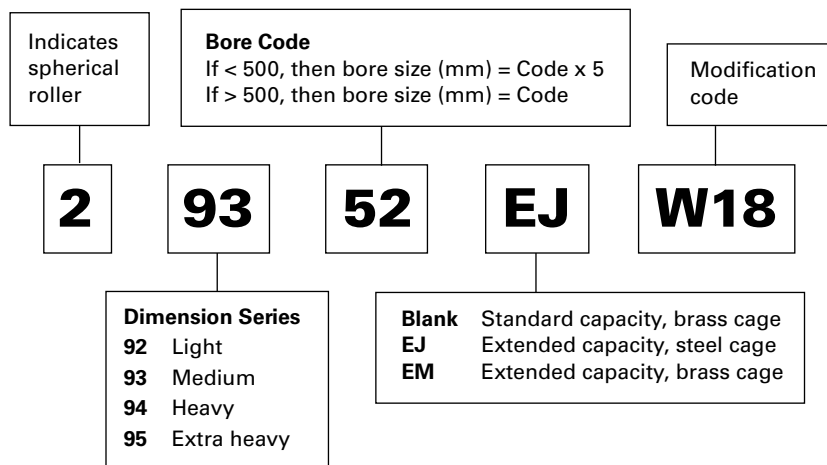 Indicates
spherical
roller
Bore Code
If < 500, then bore size (mm) = Code x 5
If > 500, then bore size (mm) = Code
Modification
code
2 93 52 EJ W18
Dimension Series
92 Light
93 Medium
94 Heavy
95 Extra heavy
Blank Standard capacity, brass cage
EJ Extended capacity, steel cage
EM Extended capacity, brass cage